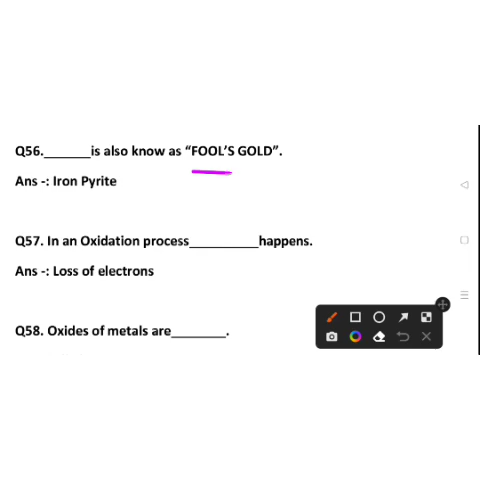 Q56._______is also know as “FOOL’S GOLD”.
Ans -: Iron Pyrite
Q57. In an Oxidation process__________happens.
Ans -: Loss of electrons
Q58. Oxides of metals are________.